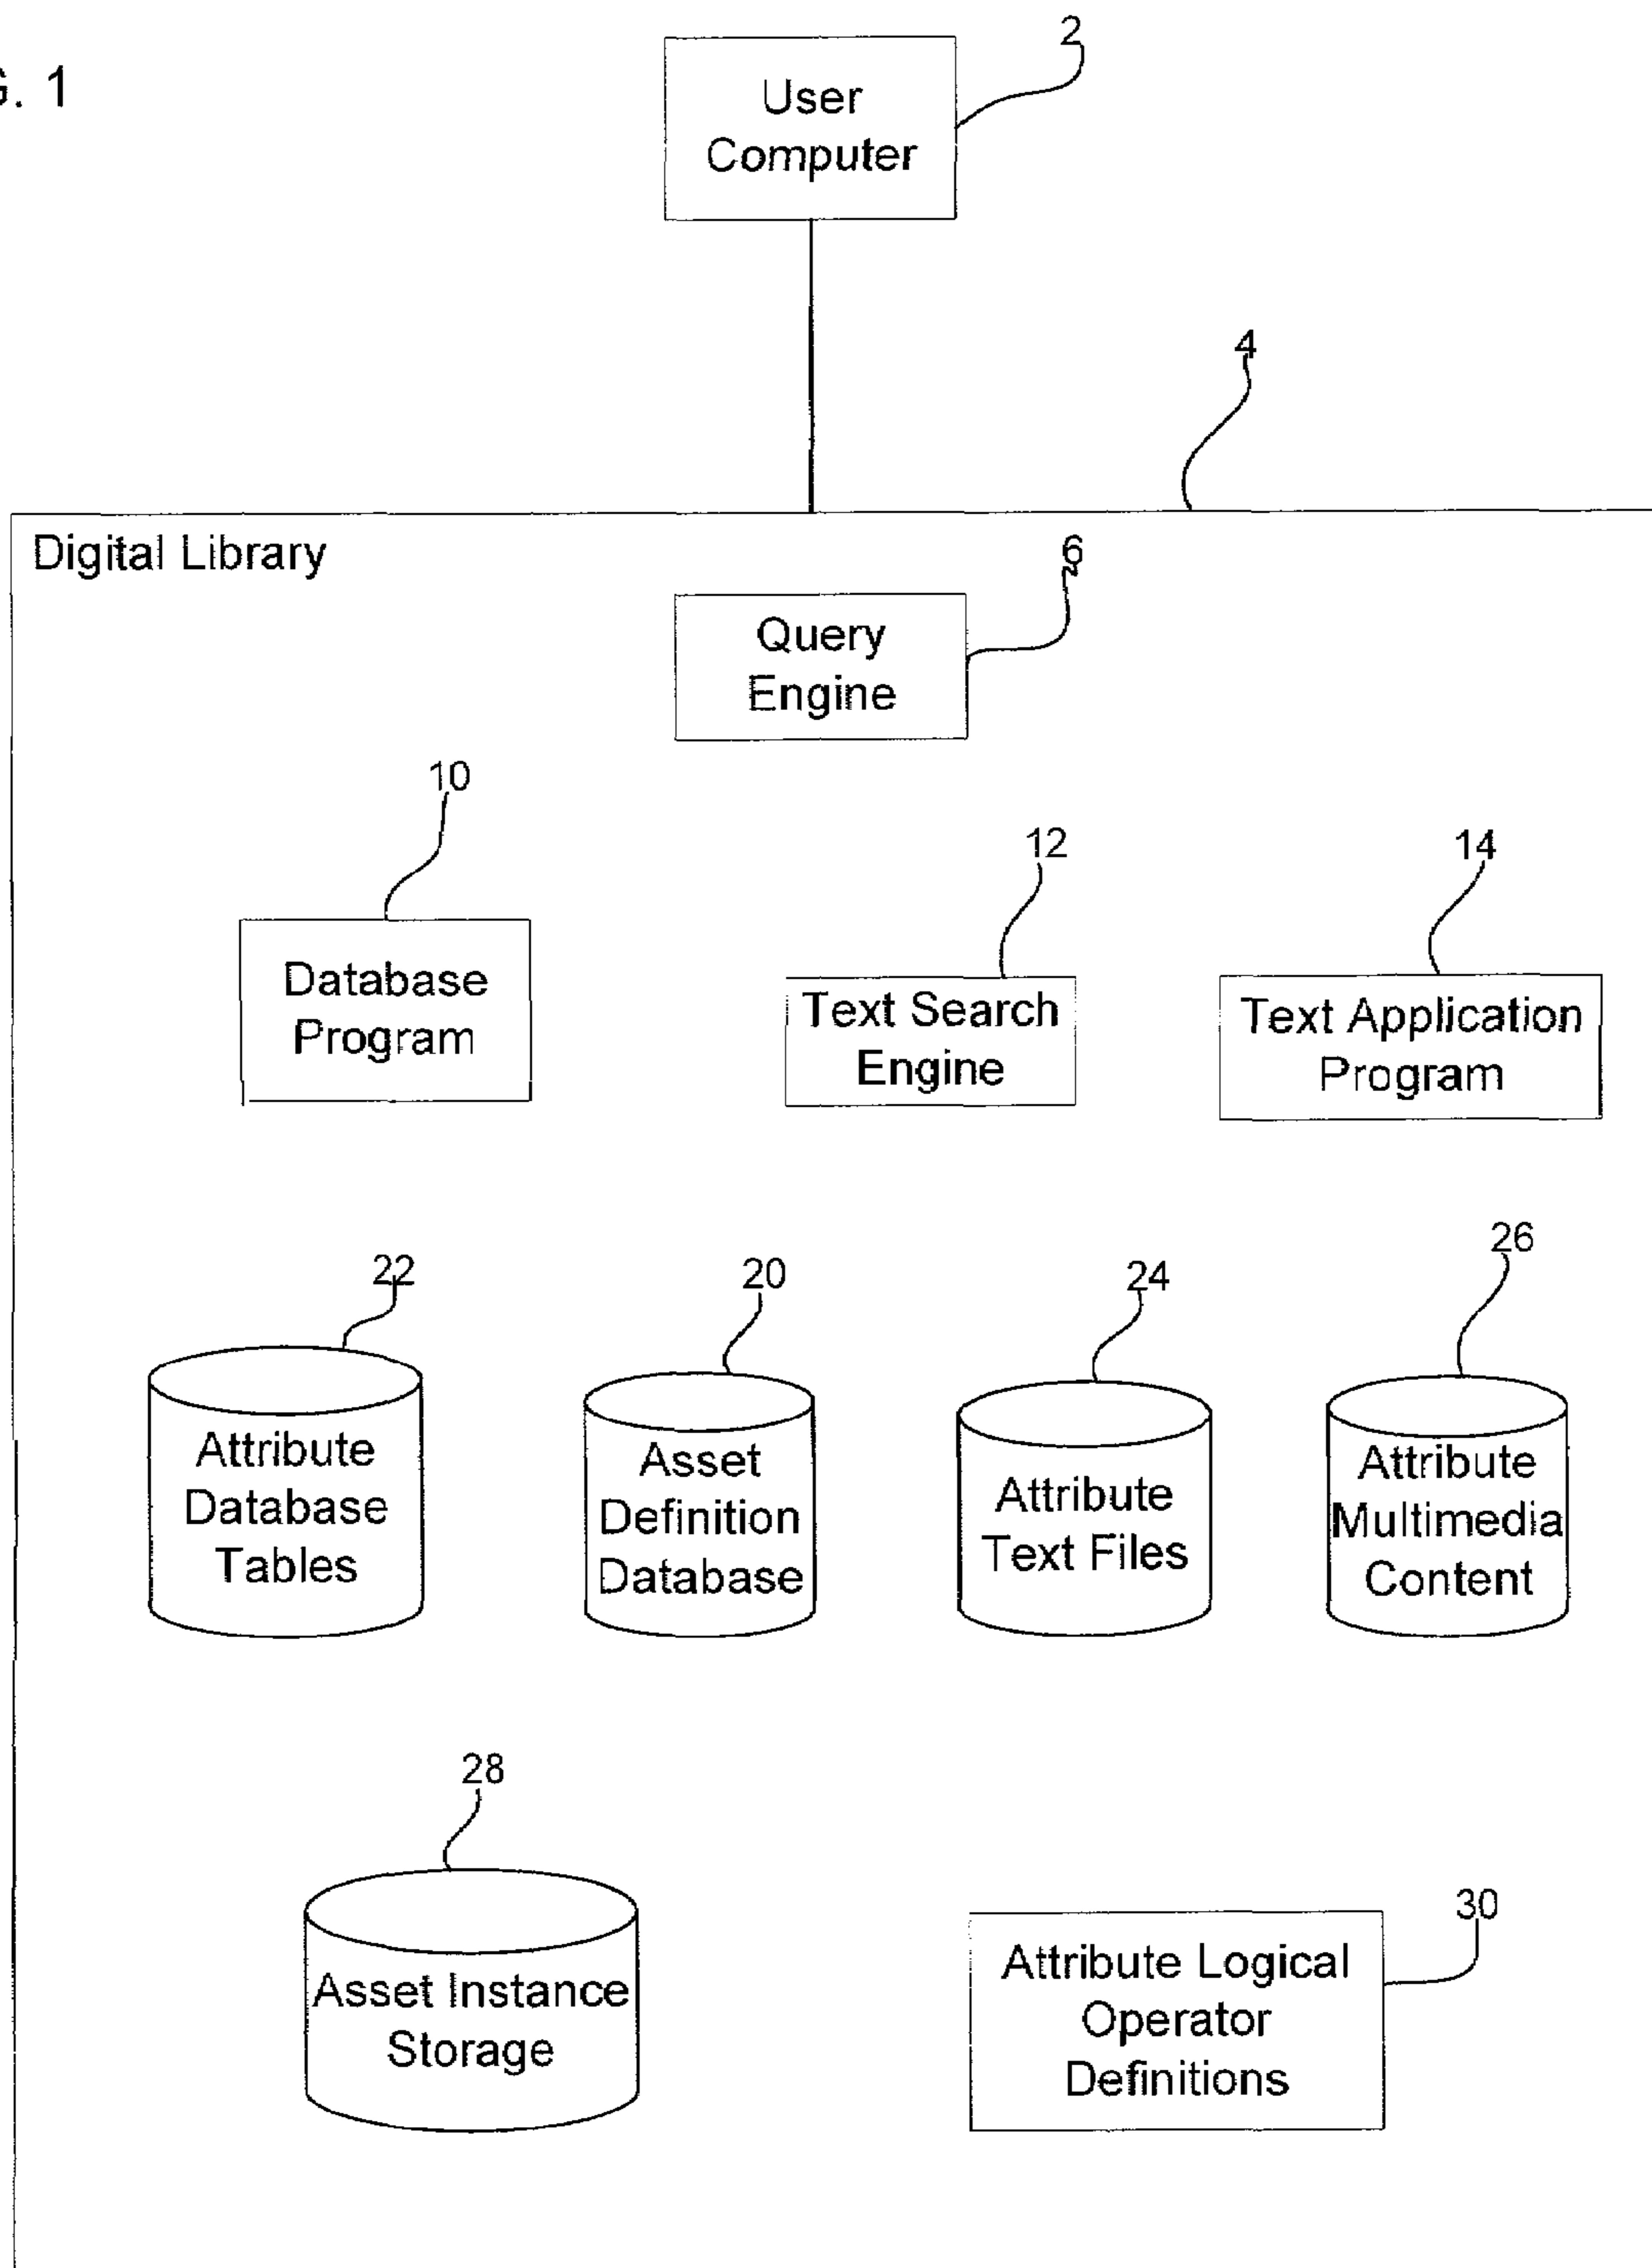 G. 1
2
User
Computer
4
Digital Library
6
Query
Engine
10
12
14
Database
Program
Text Search
Engine
Text Application
Program
22
20
24
26
Attribute
Database
Tables
Asset
Definition
Database
Attribute
Text Files
Attribute
Multimedia
Content
28
30
Asset Instance
Storage
Attribute Logical
Operator
Definitions